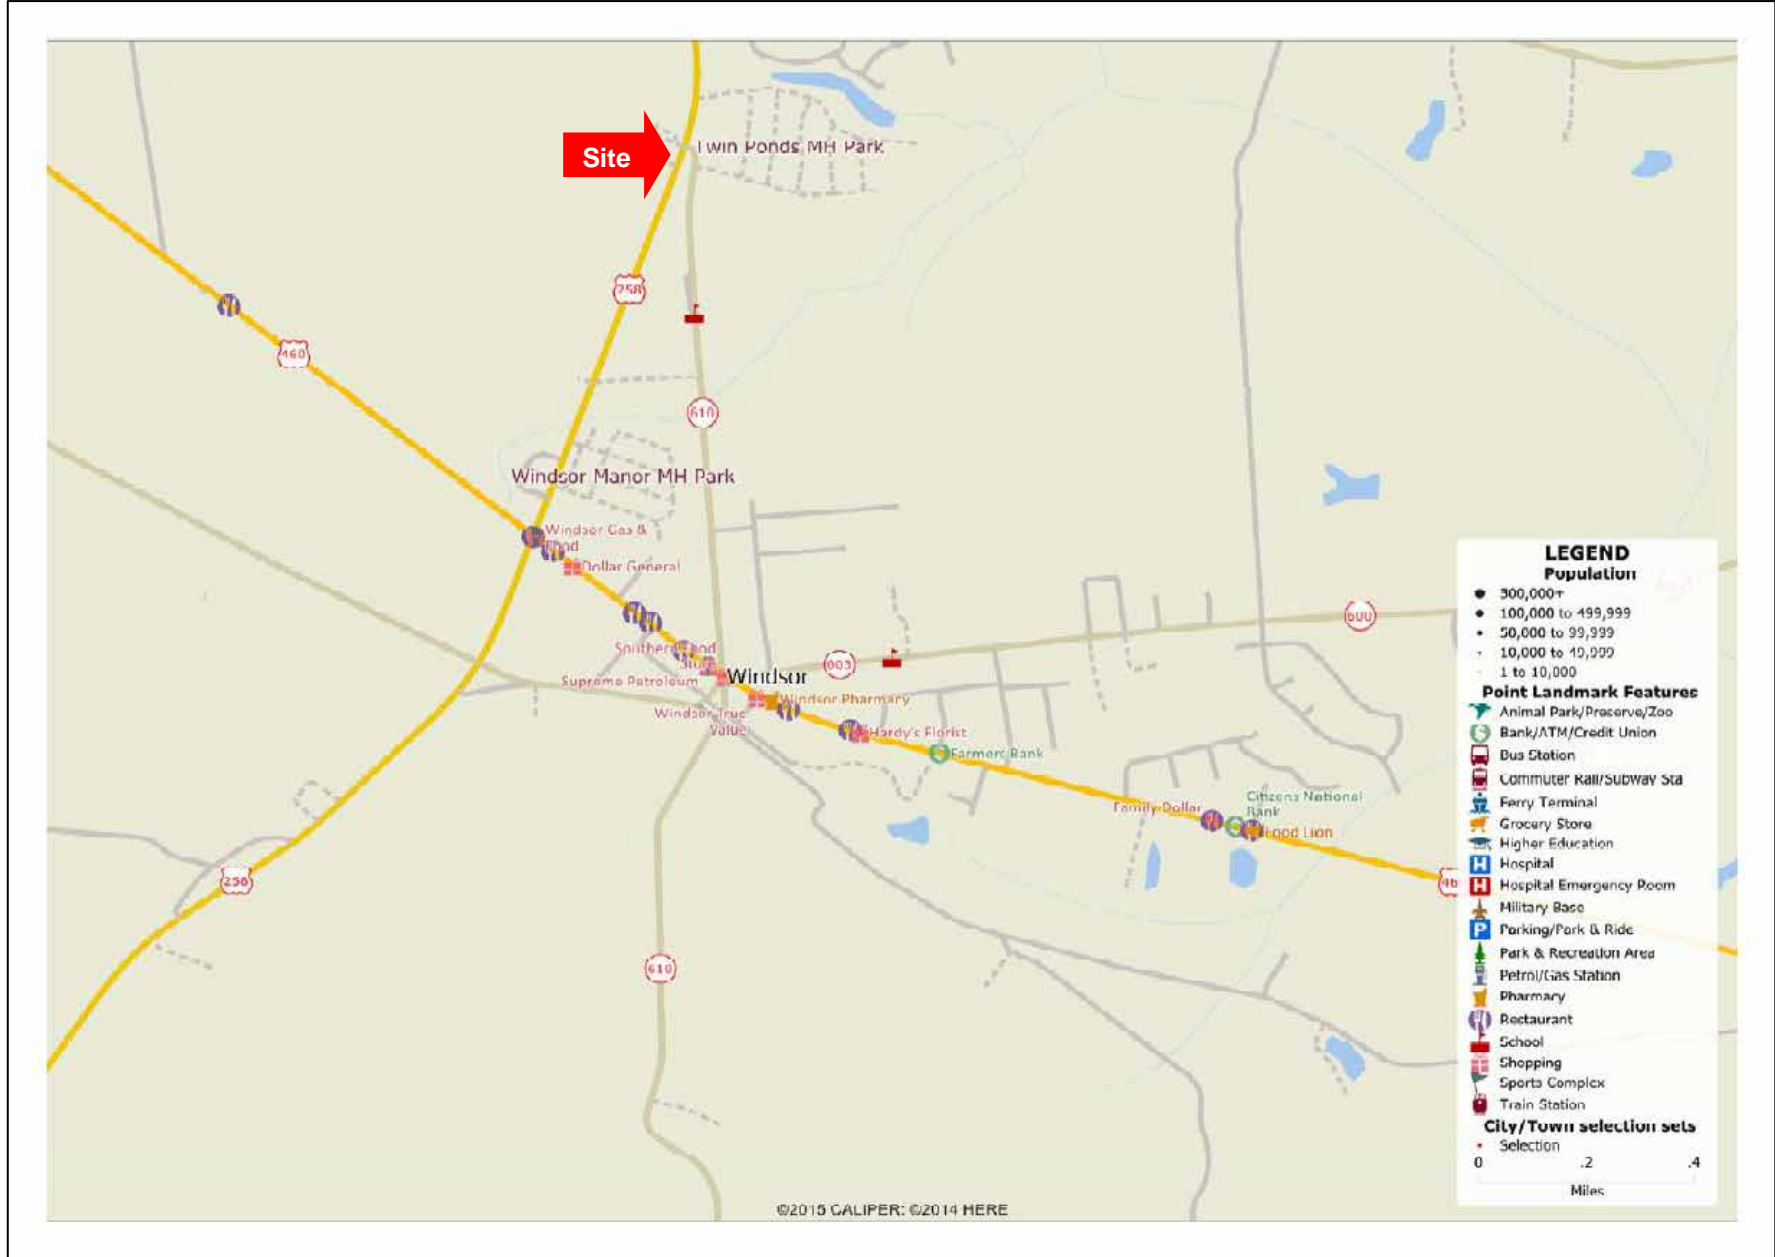 Site
Twin Ponds MH Park
258
460
610
Windsor Manor MH Park
Windsor Gas &
Food
Dollar General
Southern Food
Store
Windsor
603
600
Supreme Petroleum
Windsor Pharmacy
Windsor True
Value
Hardy's Florist
Farmers Bank
Family Dollar
Citizens National
Bank
Food Lion
258
46
610
LEGEND
Population
500,000+
100,000 to 499,999
50,000 to 99,999
10,000 to 49,999
1 to 10,000
Point Landmark Features
Animal Park/Preserve/Zoo
Bank/ATM/Credit Union
Bus Station
Commuter Rail/Subway Sta
Ferry Terminal
Grocery Store
Higher Education
Hospital
Hospital Emergency Room
Military Base
Parking/Park & Ride
Park & Recreation Area
Petrol/Gas Station
Pharmacy
Restaurant
School
Shopping
Sports Complex
Train Station
City/Town selection sets
Selection
0 .2 .4
Miles
©2015 CALIPER; ©2014 HERE